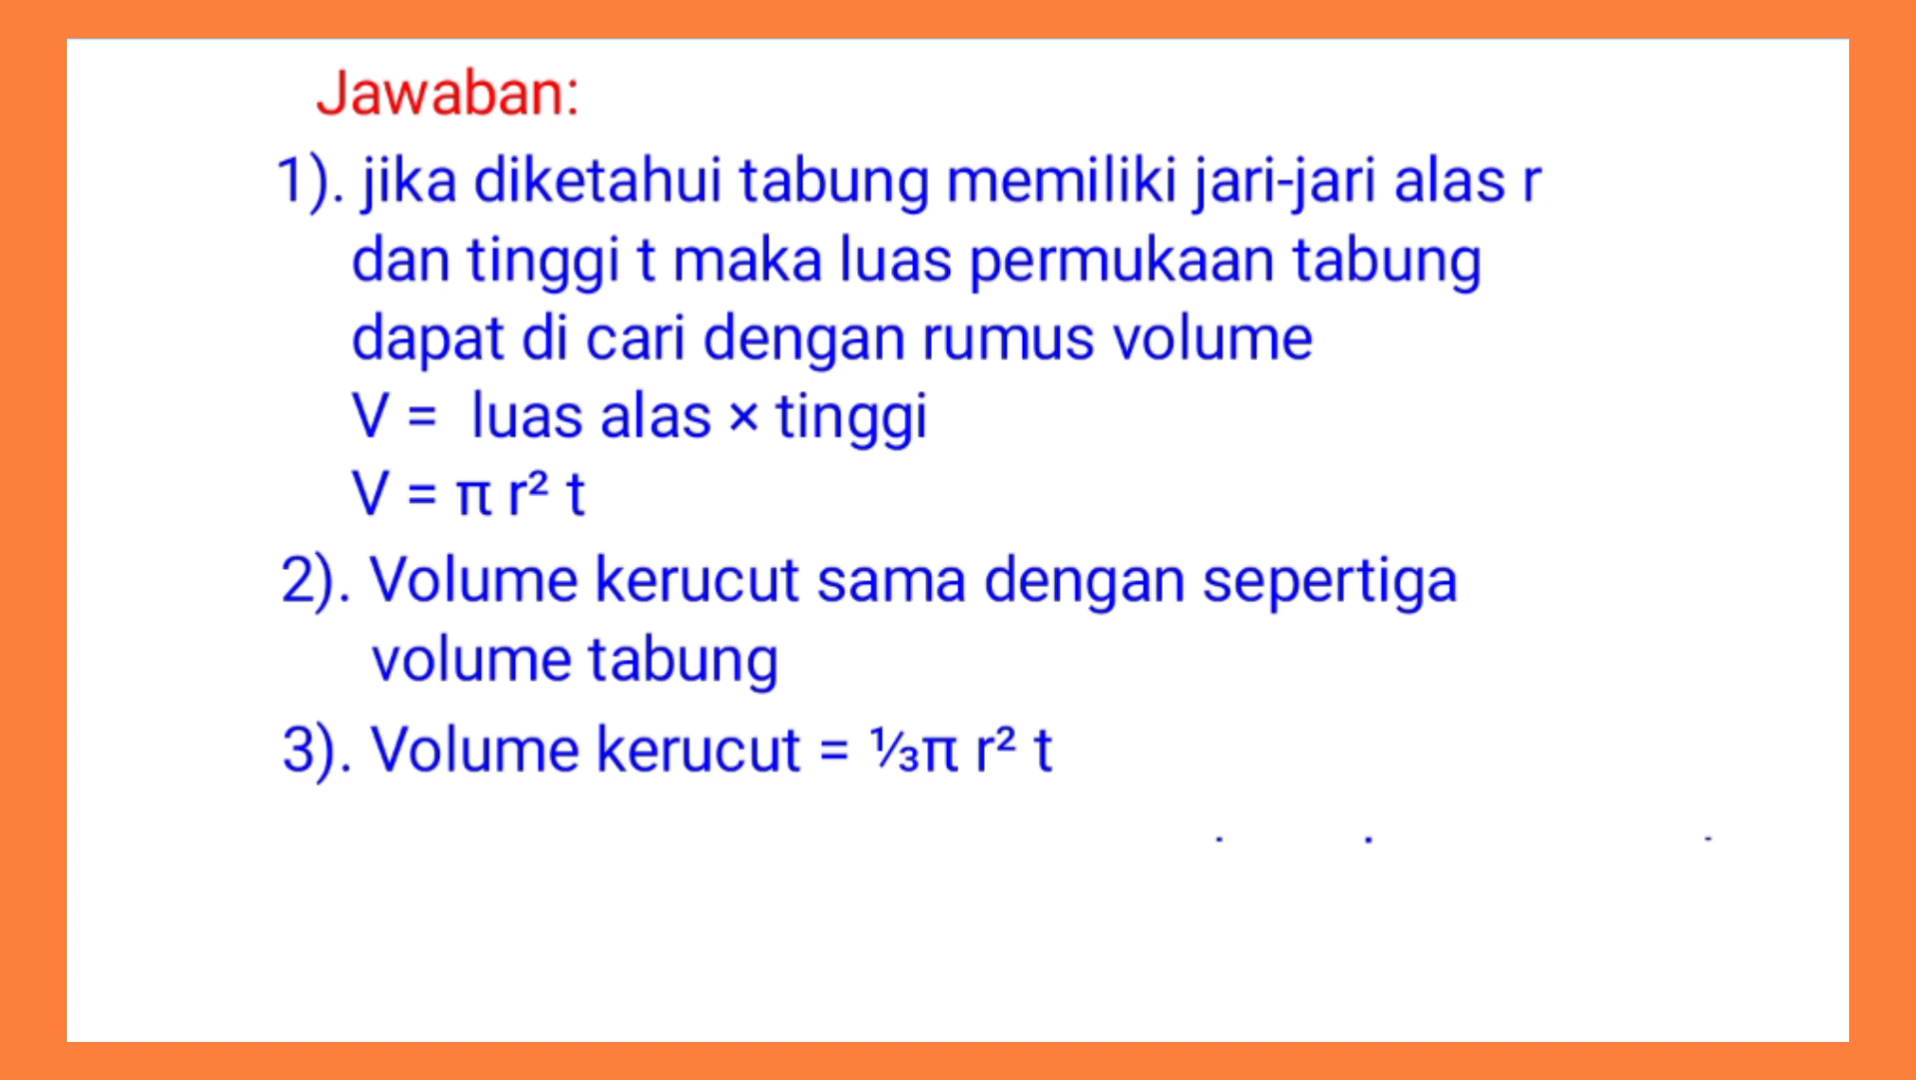 Jawaban:
1). jika diketahui tabung memiliki jari-jari alas r
dan tinggi t maka luas permukaan tabung
dapat di cari dengan rumus volume
V = luas alas × tinggi
V = π r² t
2). Volume kerucut sama dengan sepertiga
volume tabung
3). Volume kerucut = ⅓π r² t